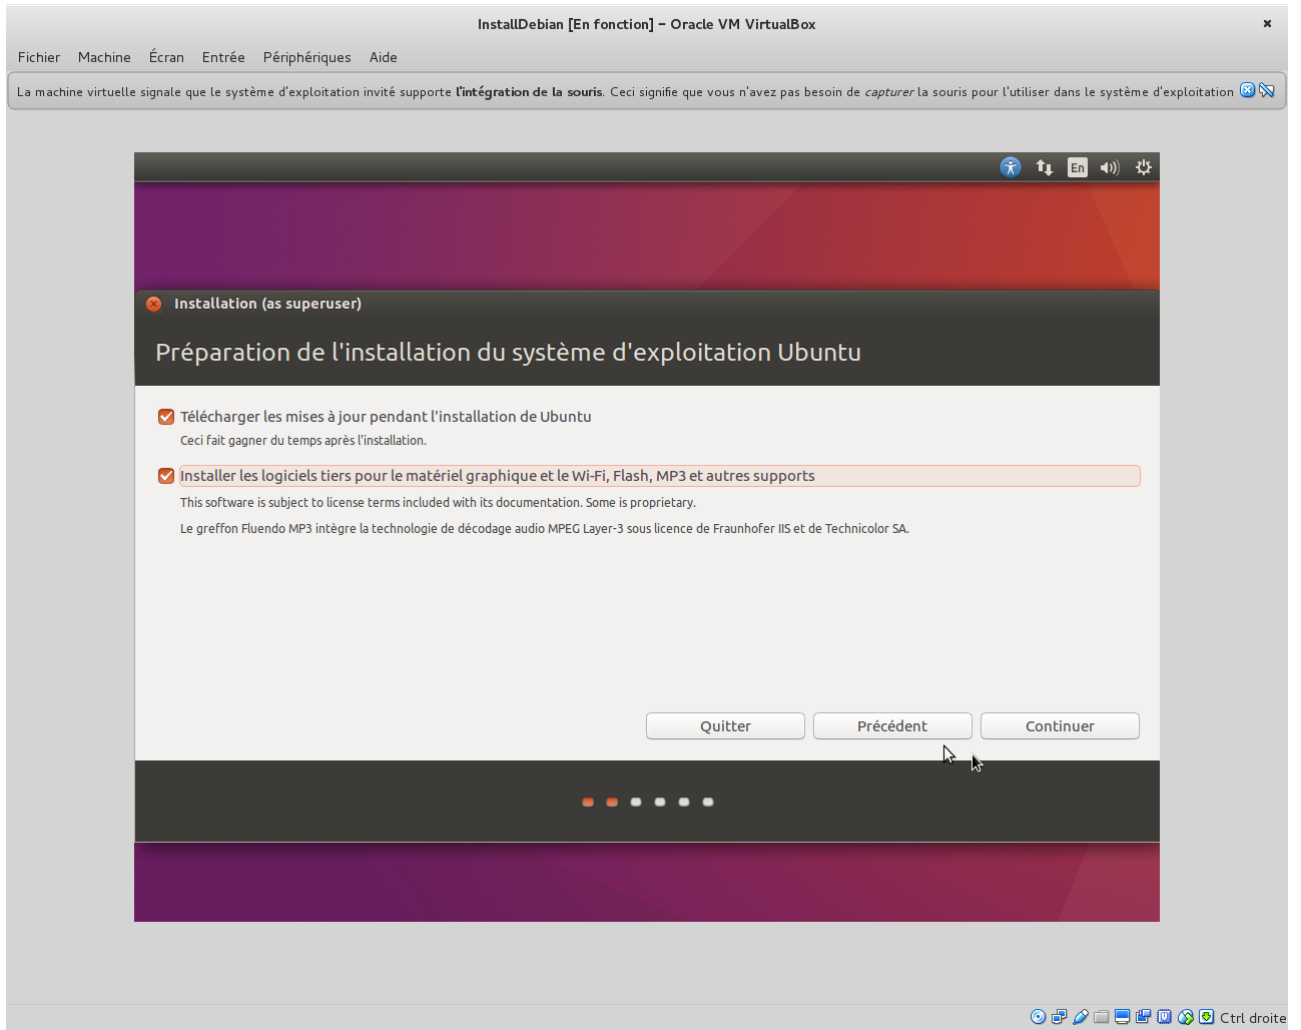 InstallDebian [En fonction] – Oracle VM VirtualBox
Fichier Machine Écran Entrée Périphériques Aide
La machine virtuelle signale que le système d'exploitation invité supporte l'intégration de la souris. Ceci signifie que vous n'avez pas besoin de capturer la souris pour l'utiliser dans le système d'exploitation
En
Installation (as superuser)
Préparation de l'installation du système d'exploitation Ubuntu
Télécharger les mises à jour pendant l'installation de Ubuntu
Ceci fait gagner du temps après l'installation.
Installer les logiciels tiers pour le matériel graphique et le Wi-Fi, Flash, MP3 et autres supports
This software is subject to license terms included with its documentation. Some is proprietary.
Le greffon Fluendo MP3 intègre la technologie de décodage audio MPEG Layer-3 sous licence de Fraunhofer IIS et de Technicolor SA.
Quitter Précédent Continuer
Ctrl droite